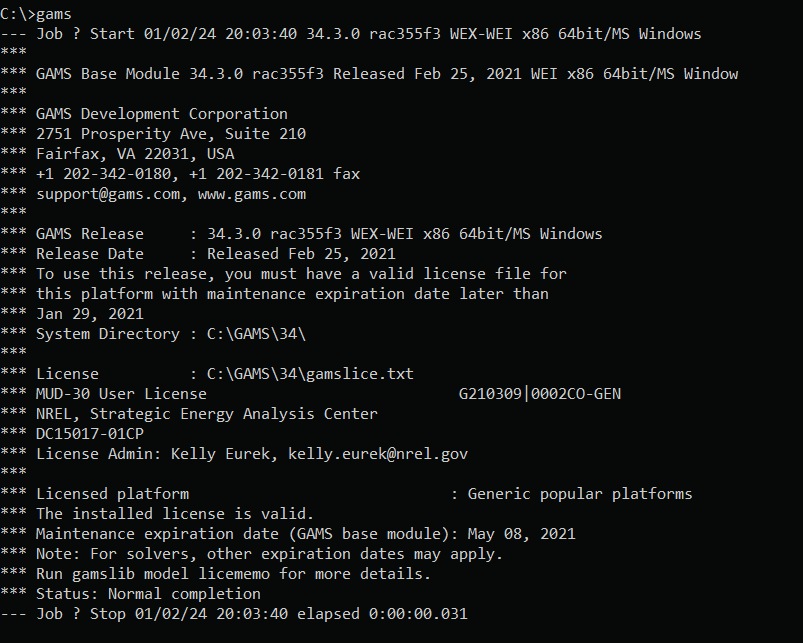 C:\>gams
--- Job ? Start 01/02/24 20:03:40 34.3.0 rac355f3 WEX-WEI x86 64bit/MS Windows
***
*** GAMS Base Module 34.3.0 rac355f3 Released Feb 25, 2021 WEI x86 64bit/MS Window
***
*** GAMS Development Corporation
*** 2751 Prosperity Ave, Suite 210
*** Fairfax, VA 22031, USA
*** +1 202-342-0180, +1 202-342-0181 fax
*** support@gams.com, www.gams.com
***
*** GAMS Release     : 34.3.0 rac355f3 WEX-WEI x86 64bit/MS Windows
*** Release Date     : Released Feb 25, 2021
*** To use this release, you must have a valid license file for
*** this platform with maintenance expiration date later than
*** Jan 29, 2021
*** System Directory : C:\GAMS\34\
***
*** License          : C:\GAMS\34\gamslice.txt
*** MUD-30 User License                            G210309|0002CO-GEN
*** NREL, Strategic Energy Analysis Center
*** DC15017-01CP
*** License Admin: Kelly Eurek, kelly.eurek@nrel.gov
***
*** Licensed platform                             : Generic popular platforms
*** The installed license is valid.
*** Maintenance expiration date (GAMS base module): May 08, 2021
*** Note: For solvers, other expiration dates may apply.
*** Run gamslib model licememo for more details.
*** Status: Normal completion
--- Job ? Stop 01/02/24 20:03:40 elapsed 0:00:00.031